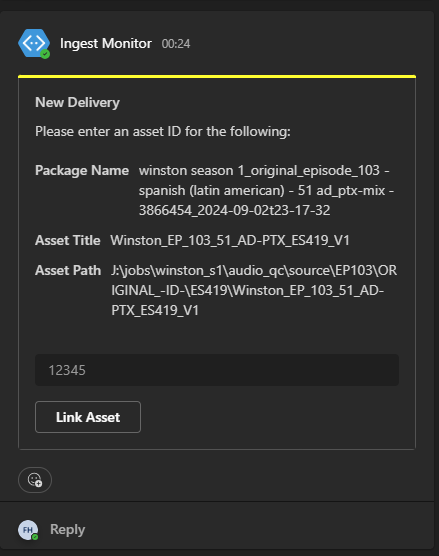 Ingest Monitor 00:24
New Delivery
Please enter an asset ID for the following:
Package Name winston season 1_original_episode_103 -
spanish (latin american) - 51 ad_ptx-mix -
3866454_2024-09-02t23-17-32
Asset Title Winston_EP_103_51_AD-PTX_ES419_V1
Asset Path J:\jobs\winston_s1\audio_qc\source\EP103\OR
IGINAL_-ID-\ES419\Winston_EP_103_51_AD-
PTX_ES419_V1
12345
Link Asset
FH Reply